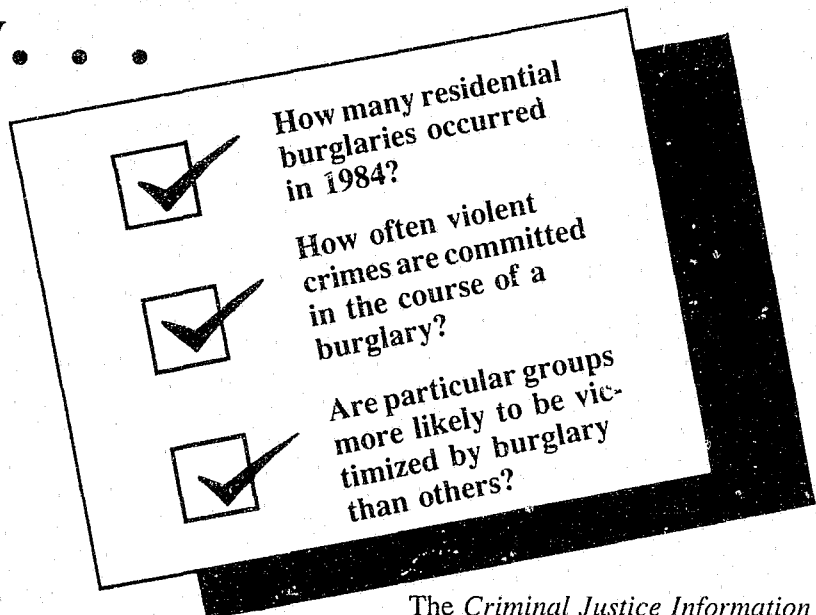 How many residential
burglaries occurred
in 1984?
How often violent
crimes are committed
in the course of a
burglary?
Are particular groups
more likely to be vic-
timized by burglary
than others?
The Criminal Justice Information